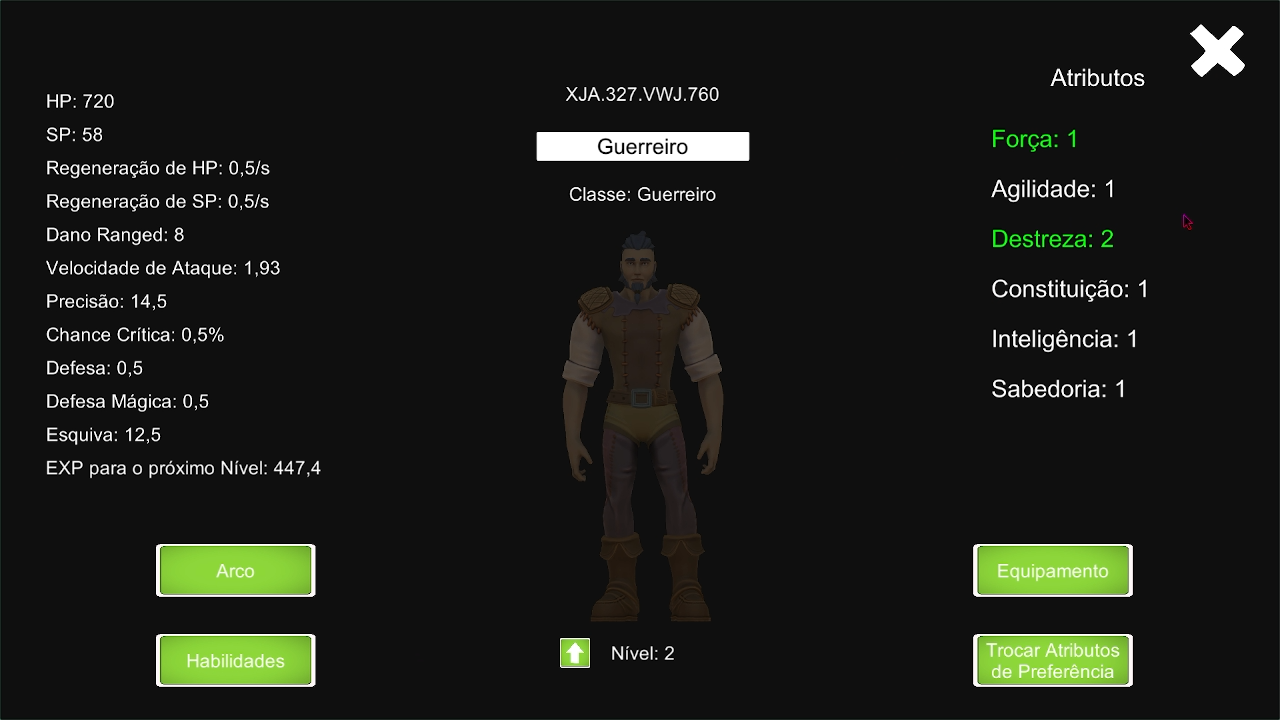 HP: 720
SP: 58
Regeneração de HP: 0,5/s
Regeneração de SP: 0,5/s
Dano Ranged: 8
Velocidade de Ataque: 1,93
Precisão: 14,5
Chance Crítica: 0,5%
Defesa: 0,5
Defesa Mágica: 0,5
Esquiva: 12,5
EXP para o próximo Nível: 447,4
Arco
Habilidades
XJA.327.VWJ.760
Guerreiro
Classe: Guerreiro
Nível: 2
Atributos
Força: 1
Agilidade: 1
Destreza: 2
Constituição: 1
Inteligência: 1
Sabedoria: 1
Equipamento
Trocar Atributos
de Preferência